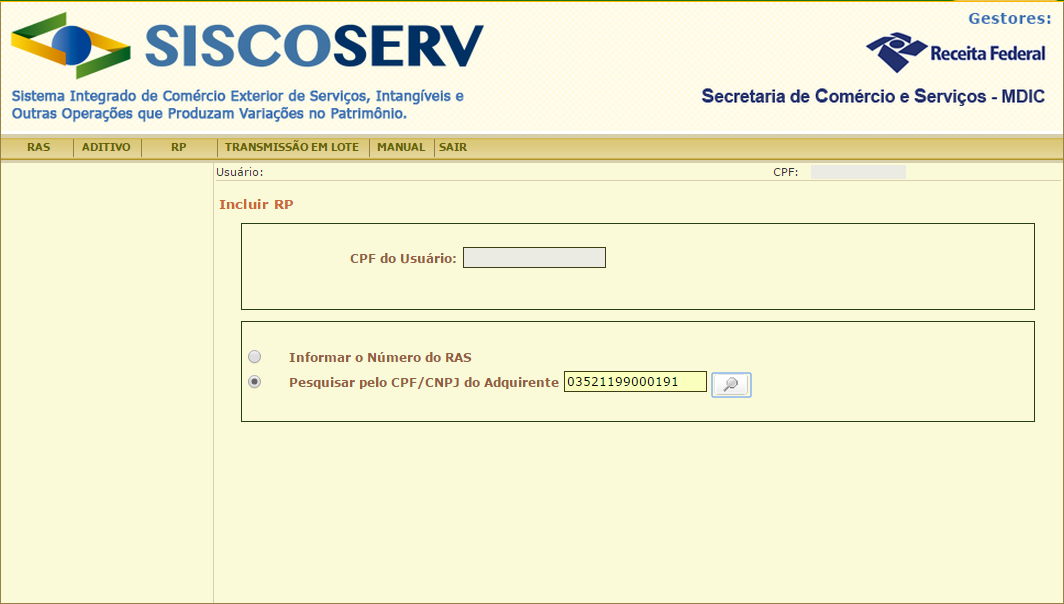 Gestores:
SISCOSERV
Receita Federal
Sistema Integrado de Comércio Exterior de Serviços, Intangíveis e
Outras Operações que Produzam Variações no Patrimônio.
Secretaria de Comércio e Serviços - MDIC
RAS ADITIVO RP TRANSMISSÃO EM LOTE MANUAL SAIR
Usuário: CPF:
Incluir RP
CPF do Usuário:
Informar o Número do RAS
Pesquisar pelo CPF/CNPJ do Adquirente 03521199000191